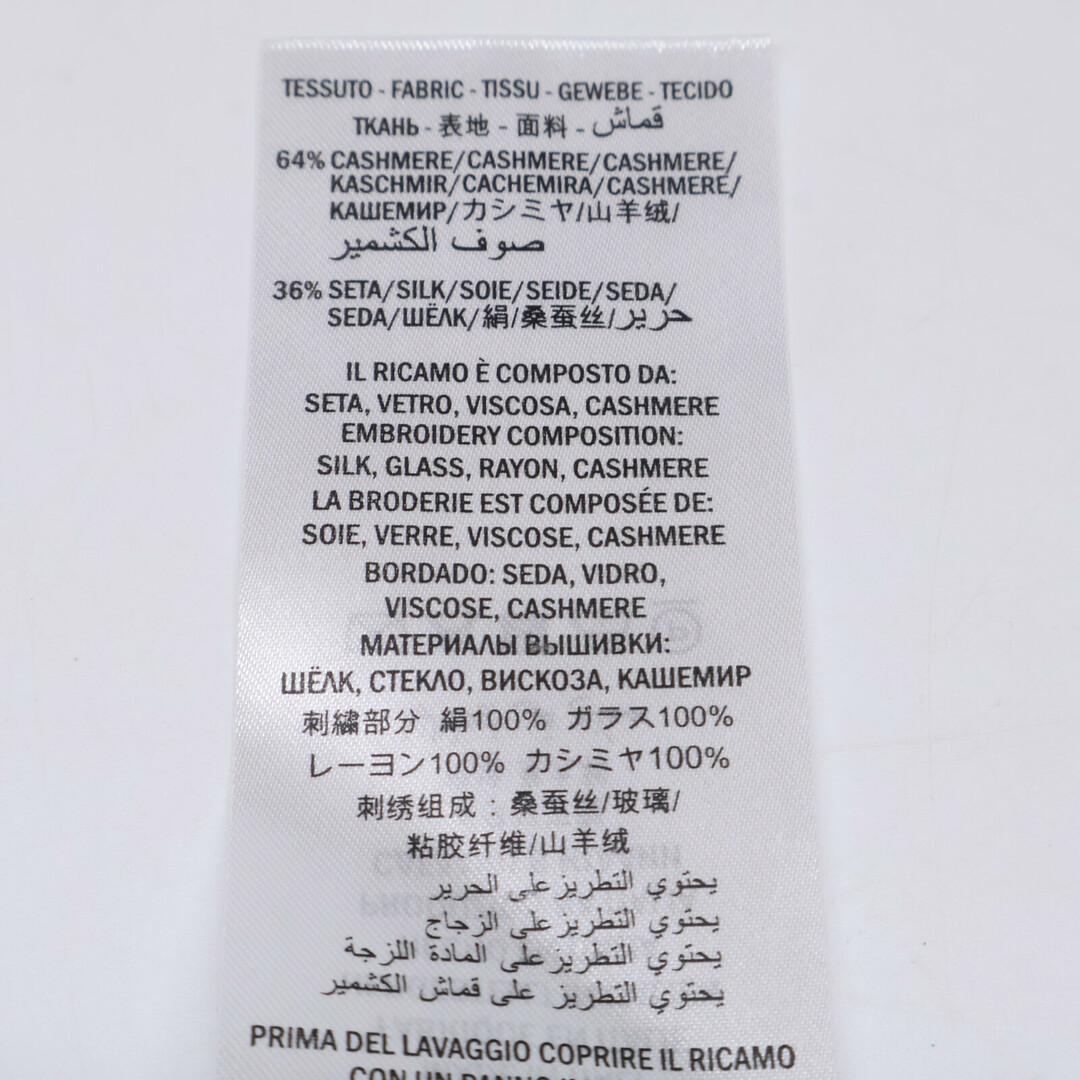 TESSUTO - FABRIC - TISSU - GEWEBE - TECIDO
ТКАНЬ - 表地 - 面料 - قماش
64% CASHMERE/CASHMERE/CASHMERE/
KASCHMIR/CACHEMIRA/CASHMERE/
КАШЕМИР/カシミヤ/山羊绒/
صوف الكشمير
36% SETA/SILK/SOIE/SEIDE/SEDA/
SEDA/ШЁЛК/絹/桑蚕丝/حرير
IL RICAMO È COMPOSTO DA:
SETA, VETRO, VISCOSA, CASHMERE
EMBROIDERY COMPOSITION:
SILK, GLASS, RAYON, CASHMERE
LA BRODERIE EST COMPOSÉE DE:
SOIE, VERRE, VISCOSE, CASHMERE
BORDADO: SEDA, VIDRO,
VISCOSE, CASHMERE
МАТЕРИАЛЫ ВЫШИВКИ:
ШЁЛК, СТЕКЛО, ВИСКОЗА, КАШЕМИР
刺繍部分 絹100% ガラス100%
レーヨン100% カシミヤ100%
刺绣组成：桑蚕丝/玻璃/
粘胶纤维/山羊绒
يحتوي التطريز على الحرير
يحتوي التطريز على الزجاج
يحتوي التطريز على المادة اللزجة
يحتوي التطريز على قماش الكشمير
PRIMA DEL LAVAGGIO COPRIRE IL RICAMO
CON UN PANNO